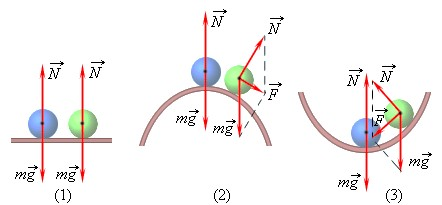 N⃗ N⃗
mg⃗ mg⃗
(1)
N⃗ N⃗
F⃗
mg⃗ mg⃗
(2)
N⃗ N⃗
F⃗
mg⃗ mg⃗
(3)